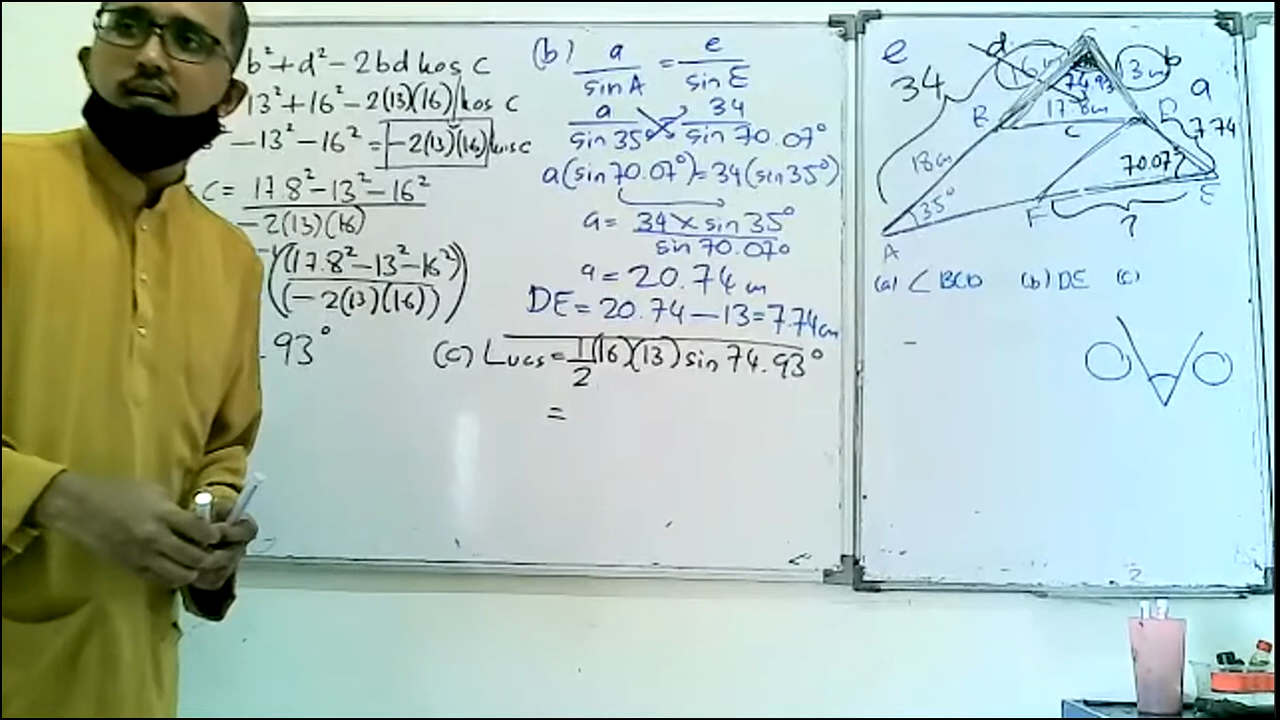 b² + d² − 2bd kos C
13² + 16² − 2(13)(16) kos C
− 13² − 16² = −2(13)(16) kos C
C = 17.8² − 13² − 16²
− 2(13)(16)
((17.8² − 13² − 16²)
(−2(13)(16)))
.93°
(b) a = e
sin A sin E
a 34
sin 35° sin 70.07°
a(sin 70.07°) = 34(sin 35°)
a = 34 × sin 35°
sin 70.07°
a = 20.74 cm
DE = 20.74 − 13 = 7.74 cm
(c) Luas = 1 (16)(13) sin 74.93°
2
=
e
34
d
16 cm
C
13 cm
b
74.93
a
B
17.8 cm
c
D
7.74
18 cm
70.07°
35°
F
E
A
?
(a) ∠ BCD (b) DE (c)